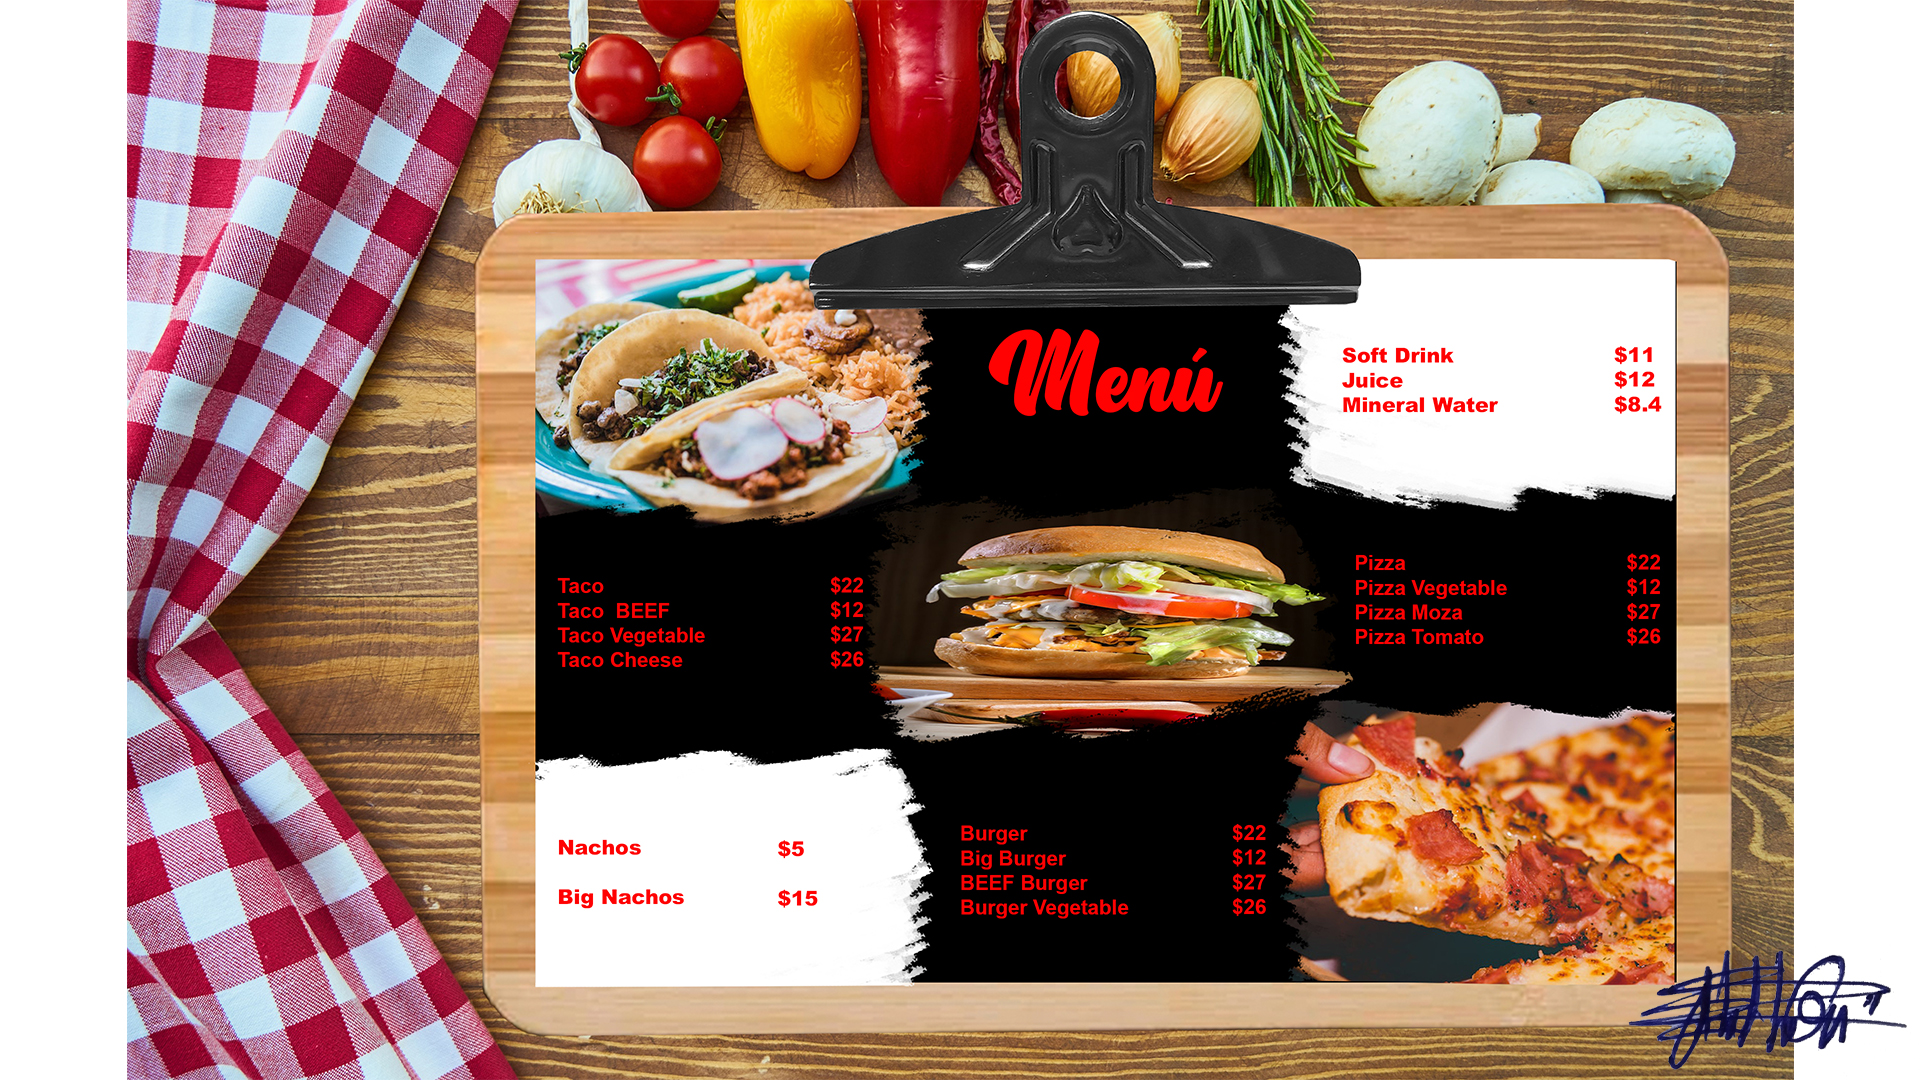 Menú
Soft Drink $11
Juice $12
Mineral Water $8.4
Taco $22
Taco  BEEF $12
Taco Vegetable $27
Taco Cheese $26
Pizza $22
Pizza Vegetable $12
Pizza Moza $27
Pizza Tomato $26
Nachos $5
Big Nachos $15
Burger $22
Big Burger $12
BEEF Burger $27
Burger Vegetable $26